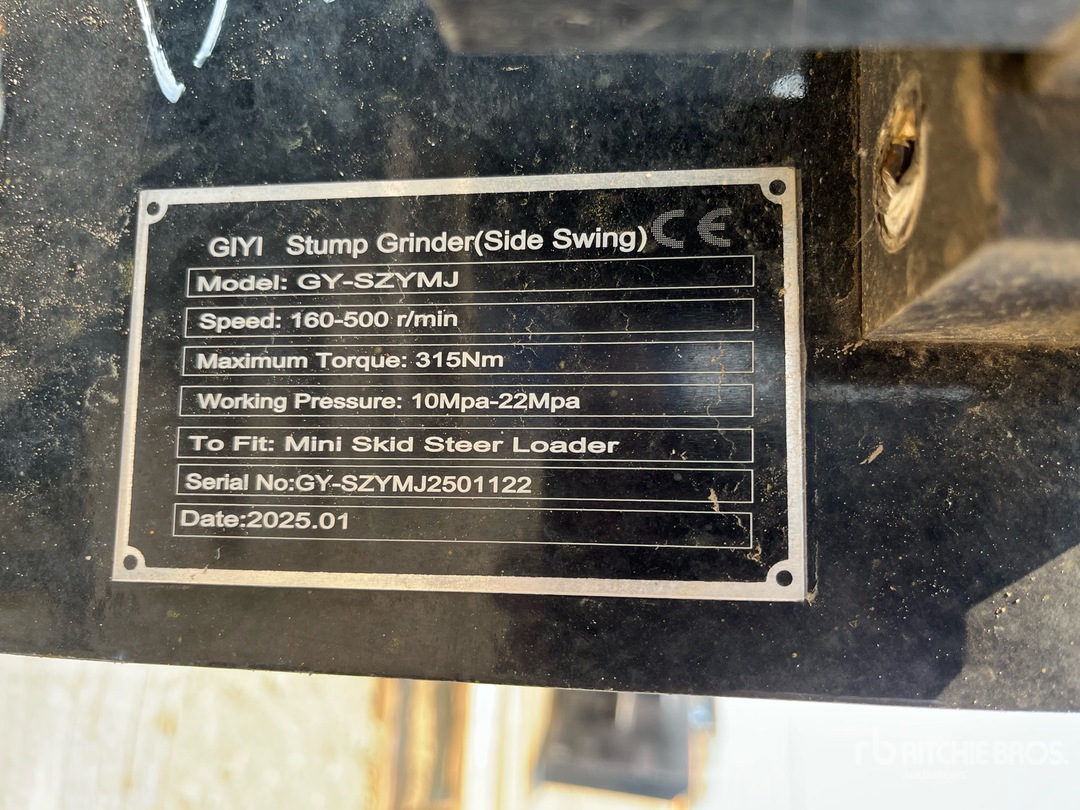 GIYI Stump Grinder(Side Swing) CE
Model: GY-SZYMJ
Speed: 160-500 r/min
Maximum Torque: 315Nm
Working Pressure: 10Mpa-22Mpa
To Fit: Mini Skid Steer Loader
Serial No:GY-SZYMJ2501122
Date:2025.01
rb RITCHIE BROS.